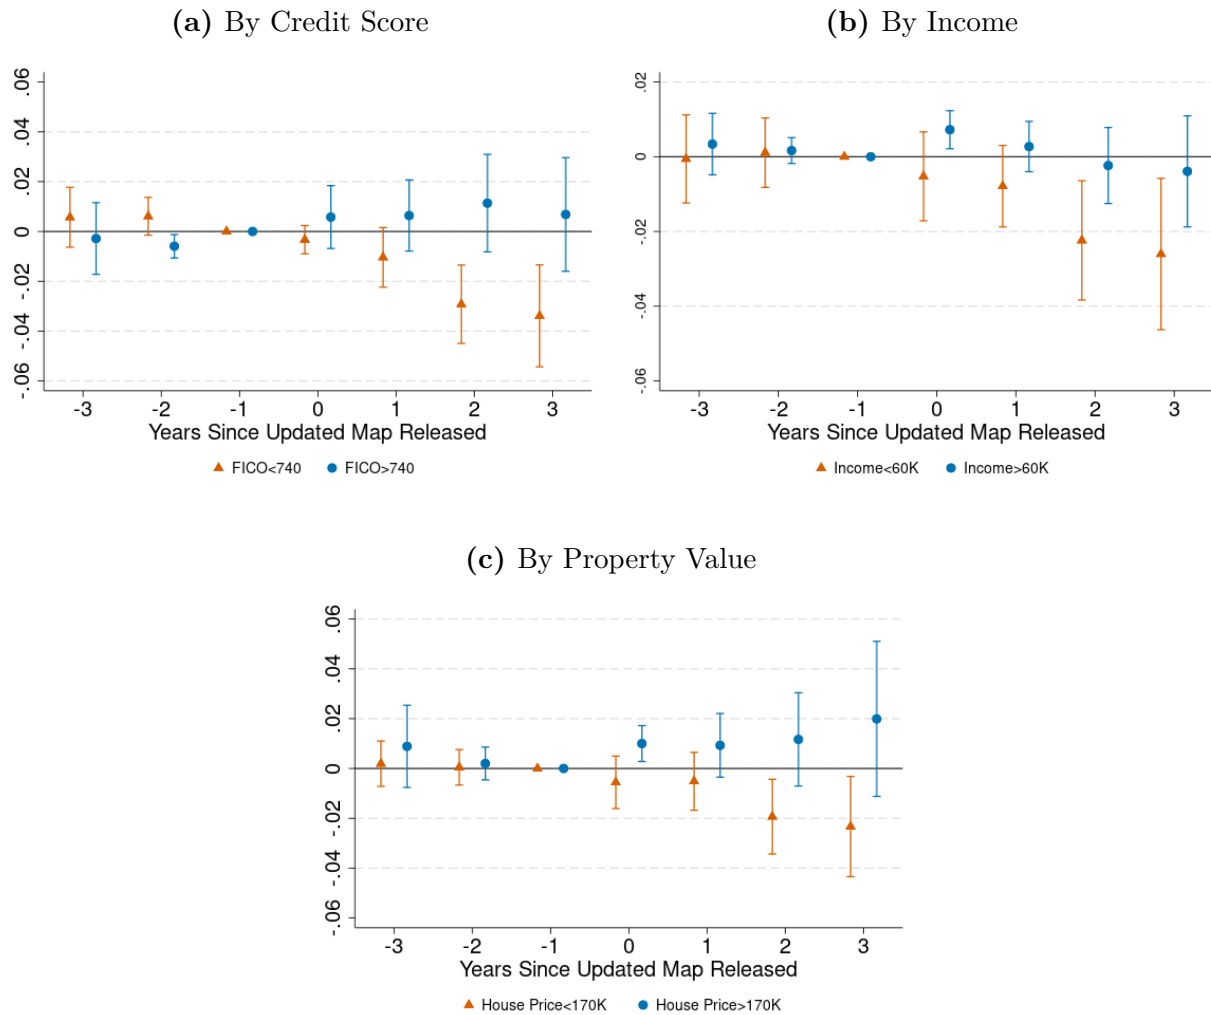 (a) By Credit Score
.06
.04
.02
0
-.02
-.04
-.06
-3 -2 -1 0 1 2 3
Years Since Updated Map Released
FICO<740 FICO>740
(b) By Income
.02
0
-.02
-.04
-.06
-3 -2 -1 0 1 2 3
Years Since Updated Map Released
Income<60K Income>60K
(c) By Property Value
.06
.04
.02
0
-.02
-.04
-.06
-3 -2 -1 0 1 2 3
Years Since Updated Map Released
House Price<170K House Price>170K